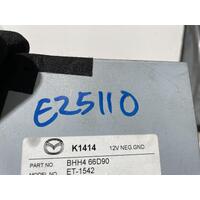 E25110
K1414 12V NEG.GND
PART NO. BHH4 66D90
MODEL NO. ET-1542